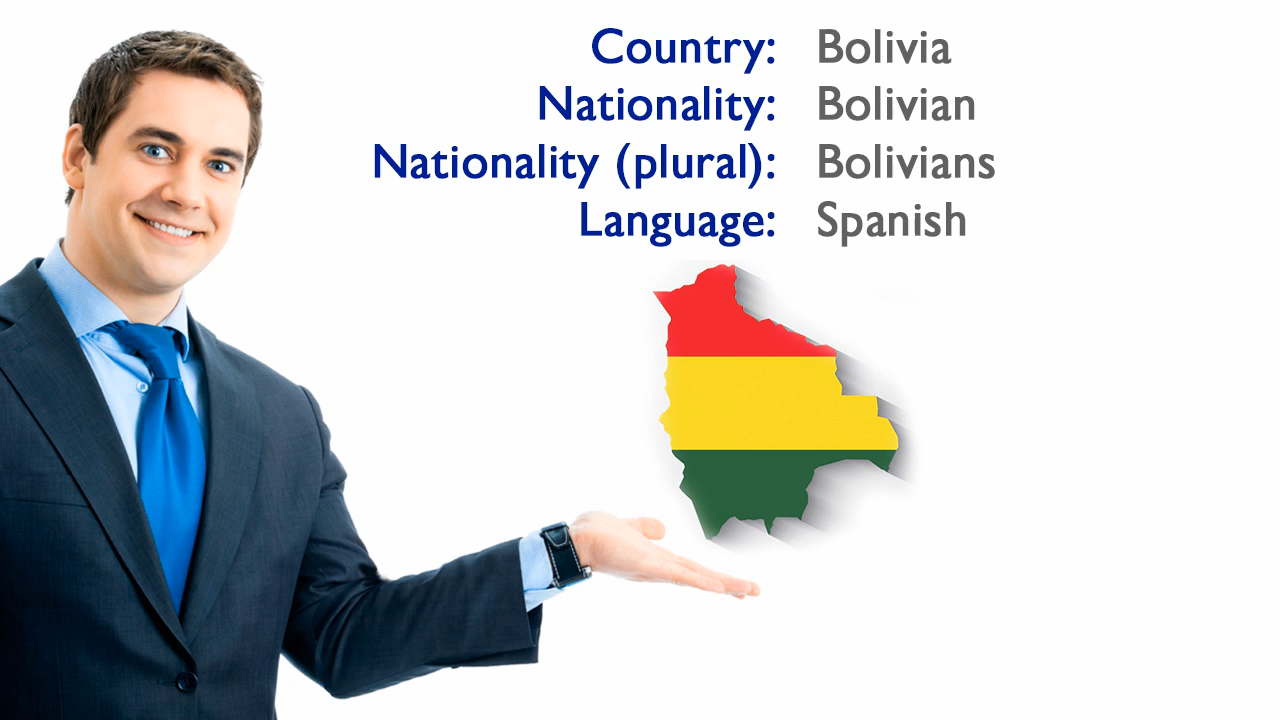 Country: Bolivia
Nationality: Bolivian
Nationality (plural): Bolivians
Language: Spanish